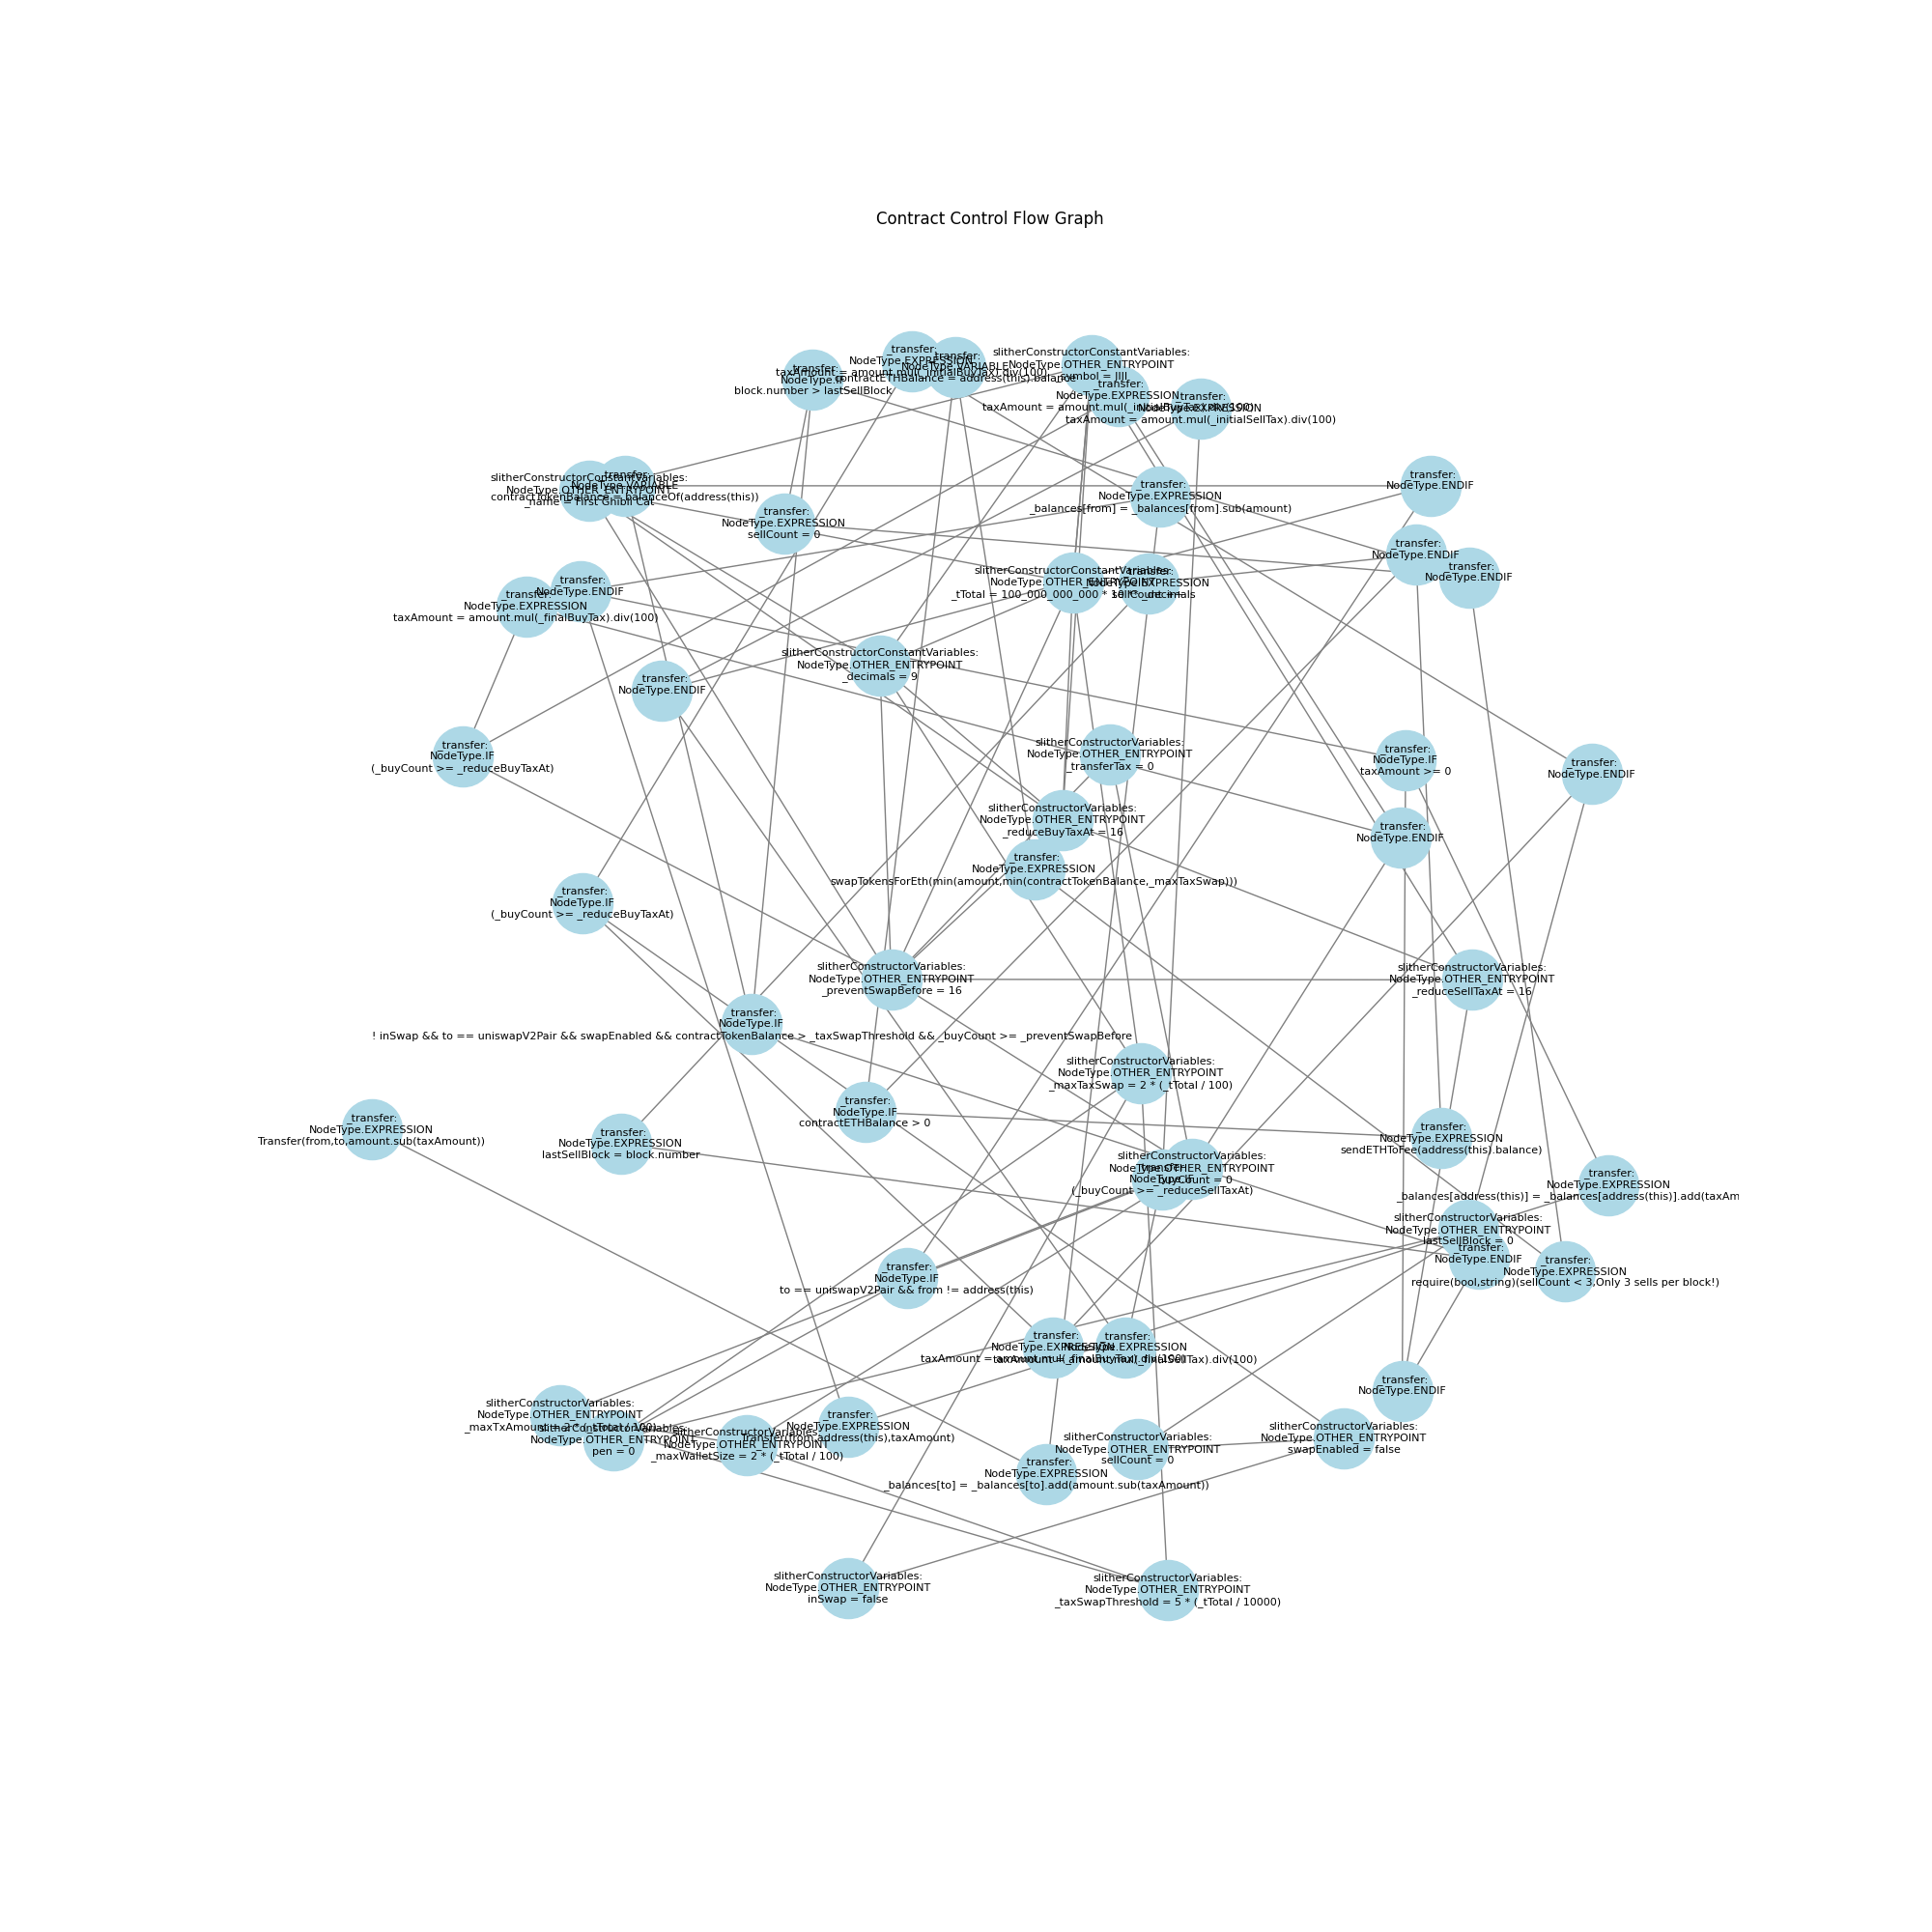 Contract Control Flow Graph
_transfer:
NodeType.IF
block.number > lastSellBlock
_transfer:
NodeType.EXPRESSION
taxAmount = amount.mul(_initialBuyTax).div(100)
_transfer:
NodeType.VARIABLE
contractETHBalance = address(this).balance
slitherConstructorConstantVariables:
NodeType.OTHER_ENTRYPOINT
_transfer:
NodeType.EXPRESSION
_transfer:
NodeType.EXPRESSION
taxAmount = amount.mul(_initialSellTax).div(100)
slitherConstructorConstantVariables:
NodeType.OTHER_ENTRYPOINT
_name = First Ghibli Cat
_transfer:
NodeType.VARIABLE
contractTokenBalance = balanceOf(address(this))
_transfer:
NodeType.EXPRESSION
sellCount = 0
_transfer:
NodeType.EXPRESSION
_balances[from] = _balances[from].sub(amount)
_transfer:
NodeType.ENDIF
_transfer:
NodeType.ENDIF
_transfer:
NodeType.ENDIF
_transfer:
NodeType.EXPRESSION
taxAmount = amount.mul(_finalBuyTax).div(100)
_transfer:
NodeType.ENDIF
slitherConstructorConstantVariables:
NodeType.OTHER_ENTRYPOINT
_tTotal = 100_000_000_000 * 10 ** _decimals
_transfer:
NodeType.EXPRESSION
slitherConstructorConstantVariables:
NodeType.OTHER_ENTRYPOINT
_decimals = 9
_transfer:
NodeType.ENDIF
_transfer:
NodeType.IF
(_buyCount >= _reduceBuyTaxAt)
slitherConstructorVariables:
NodeType.OTHER_ENTRYPOINT
_transferTax = 0
_transfer:
NodeType.IF
taxAmount >= 0
_transfer:
NodeType.ENDIF
slitherConstructorVariables:
NodeType.OTHER_ENTRYPOINT
_reduceBuyTaxAt = 16
_transfer:
NodeType.ENDIF
_transfer:
NodeType.EXPRESSION
swapTokensForEth(min(amount,min(contractTokenBalance,_maxTaxSwap)))
_transfer:
NodeType.IF
(_buyCount >= _reduceBuyTaxAt)
slitherConstructorVariables:
NodeType.OTHER_ENTRYPOINT
_preventSwapBefore = 16
slitherConstructorVariables:
NodeType.OTHER_ENTRYPOINT
_reduceSellTaxAt = 16
_transfer:
NodeType.IF
! inSwap && to == uniswapV2Pair && swapEnabled && contractTokenBalance > _taxSwapThreshold && _buyCount >= _preventSwapBefore
slitherConstructorVariables:
NodeType.OTHER_ENTRYPOINT
_maxTaxSwap = 2 * (_tTotal / 100)
_transfer:
NodeType.IF
contractETHBalance > 0
_transfer:
NodeType.EXPRESSION
Transfer(from,to,amount.sub(taxAmount))
_transfer:
NodeType.EXPRESSION
lastSellBlock = block.number
_transfer:
NodeType.EXPRESSION
sendETHToFee(address(this).balance)
slitherConstructorVariables:
NodeType.OTHER_ENTRYPOINT
_buyCount = 0
_transfer:
NodeType.IF
(_buyCount >= _reduceSellTaxAt)
_transfer:
NodeType.EXPRESSION
_balances[address(this)] = _balances[address(this)].add(taxAm
slitherConstructorVariables:
NodeType.OTHER_ENTRYPOINT
lastSellBlock = 0
_transfer:
NodeType.ENDIF
_transfer:
NodeType.EXPRESSION
require(bool,string)(sellCount < 3,Only 3 sells per block!)
_transfer:
NodeType.IF
to == uniswapV2Pair && from != address(this)
_transfer:
NodeType.EXPRESSION
taxAmount = amount.mul(_finalBuyTax).div(100)
_transfer:
NodeType.EXPRESSION
taxAmount = amount.mul(_finalSellTax).div(100)
_transfer:
NodeType.ENDIF
slitherConstructorVariables:
NodeType.OTHER_ENTRYPOINT
_maxTxAmount = 2 * (_tTotal / 100)
slitherConstructorVariables:
NodeType.OTHER_ENTRYPOINT
slitherConstructorVariables:
NodeType.OTHER_ENTRYPOINT
_maxWalletSize = 2 * (_tTotal / 100)
_transfer:
NodeType.EXPRESSION
Transfer(from,address(this),taxAmount)
slitherConstructorVariables:
NodeType.OTHER_ENTRYPOINT
sellCount = 0
slitherConstructorVariables:
NodeType.OTHER_ENTRYPOINT
swapEnabled = false
_transfer:
NodeType.EXPRESSION
_balances[to] = _balances[to].add(amount.sub(taxAmount))
slitherConstructorVariables:
NodeType.OTHER_ENTRYPOINT
inSwap = false
slitherConstructorVariables:
NodeType.OTHER_ENTRYPOINT
_taxSwapThreshold = 5 * (_tTotal / 10000)